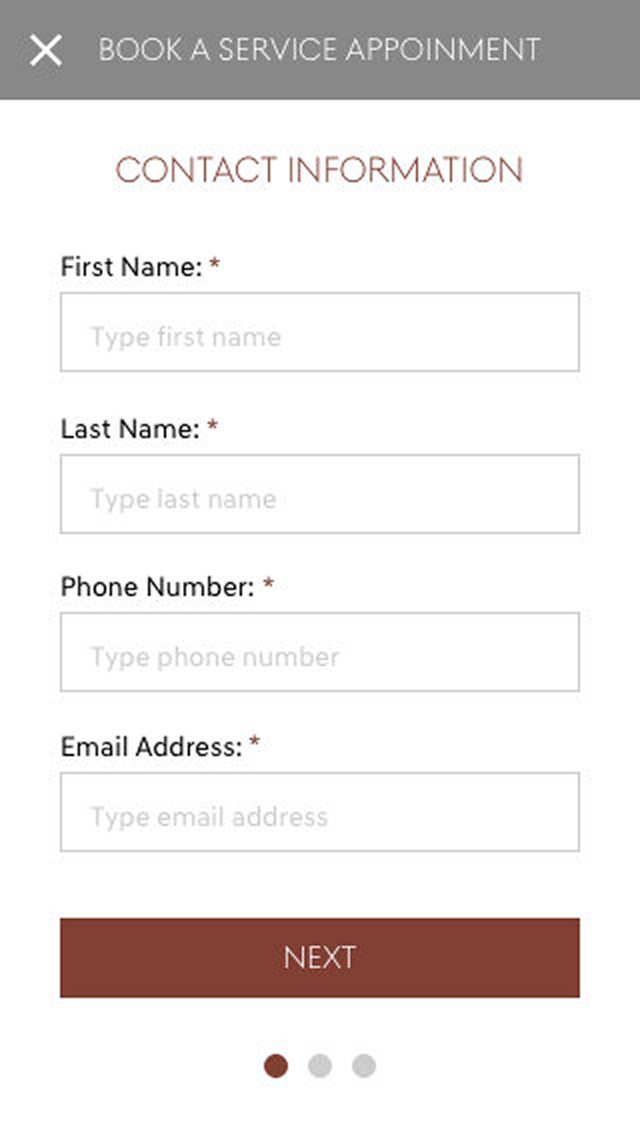 BOOK A SERVICE APPOINMENT
CONTACT INFORMATION
First Name: *
Type first name
Last Name: *
Type last name
Phone Number: *
Type phone number
Email Address: *
Type email address
NEXT